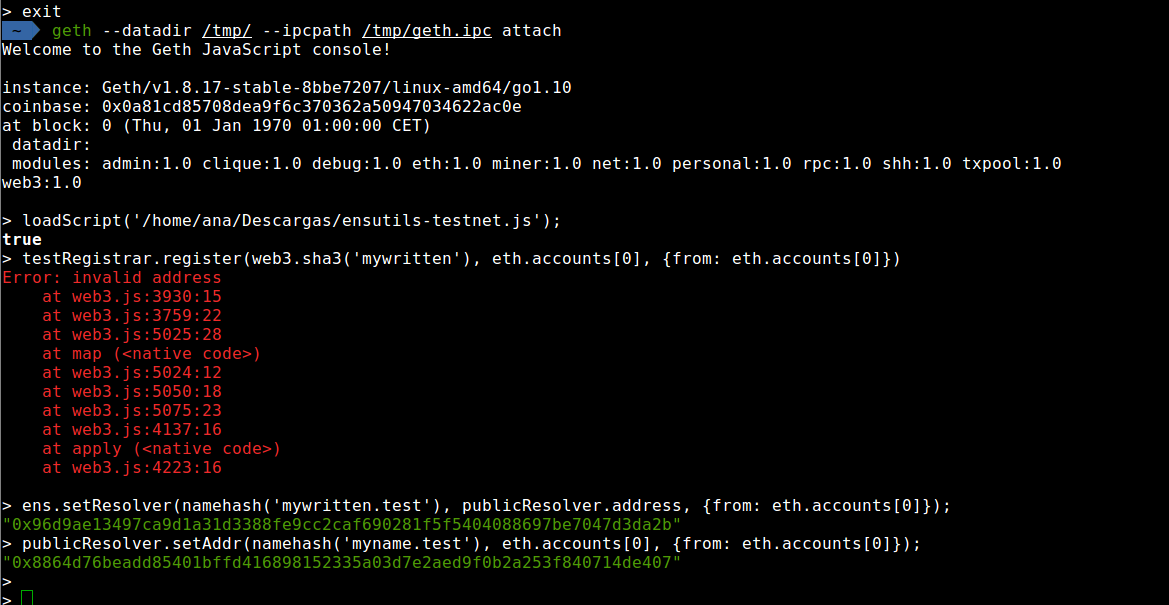 > exit
~ geth --datadir /tmp/ --ipcpath /tmp/geth.ipc attach
Welcome to the Geth JavaScript console!
instance: Geth/v1.8.17-stable-8bbe7207/linux-amd64/go1.10
coinbase: 0x0a81cd85708dea9f6c370362a50947034622ac0e
at block: 0 (Thu, 01 Jan 1970 01:00:00 CET)
datadir:
modules: admin:1.0 clique:1.0 debug:1.0 eth:1.0 miner:1.0 net:1.0 personal:1.0 rpc:1.0 shh:1.0 txpool:1.0
web3:1.0
> loadScript('/home/ana/Descargas/ensutils-testnet.js');
true
> testRegistrar.register(web3.sha3('mywritten'), eth.accounts[0], {from: eth.accounts[0]})
Error: invalid address
at web3.js:3930:15
at web3.js:3759:22
at web3.js:5025:28
at map (<native code>)
at web3.js:5024:12
at web3.js:5050:18
at web3.js:5075:23
at web3.js:4137:16
at apply (<native code>)
at web3.js:4223:16
> ens.setResolver(namehash('mywritten.test'), publicResolver.address, {from: eth.accounts[0]});
"0x96d9ae13497ca9d1a31d3388fe9cc2caf690281f5f5404088697be7047d3da2b"
> publicResolver.setAddr(namehash('myname.test'), eth.accounts[0], {from: eth.accounts[0]});
"0x8864d76beadd85401bffd416898152335a03d7e2aed9f0b2a253f840714de407"
>
>